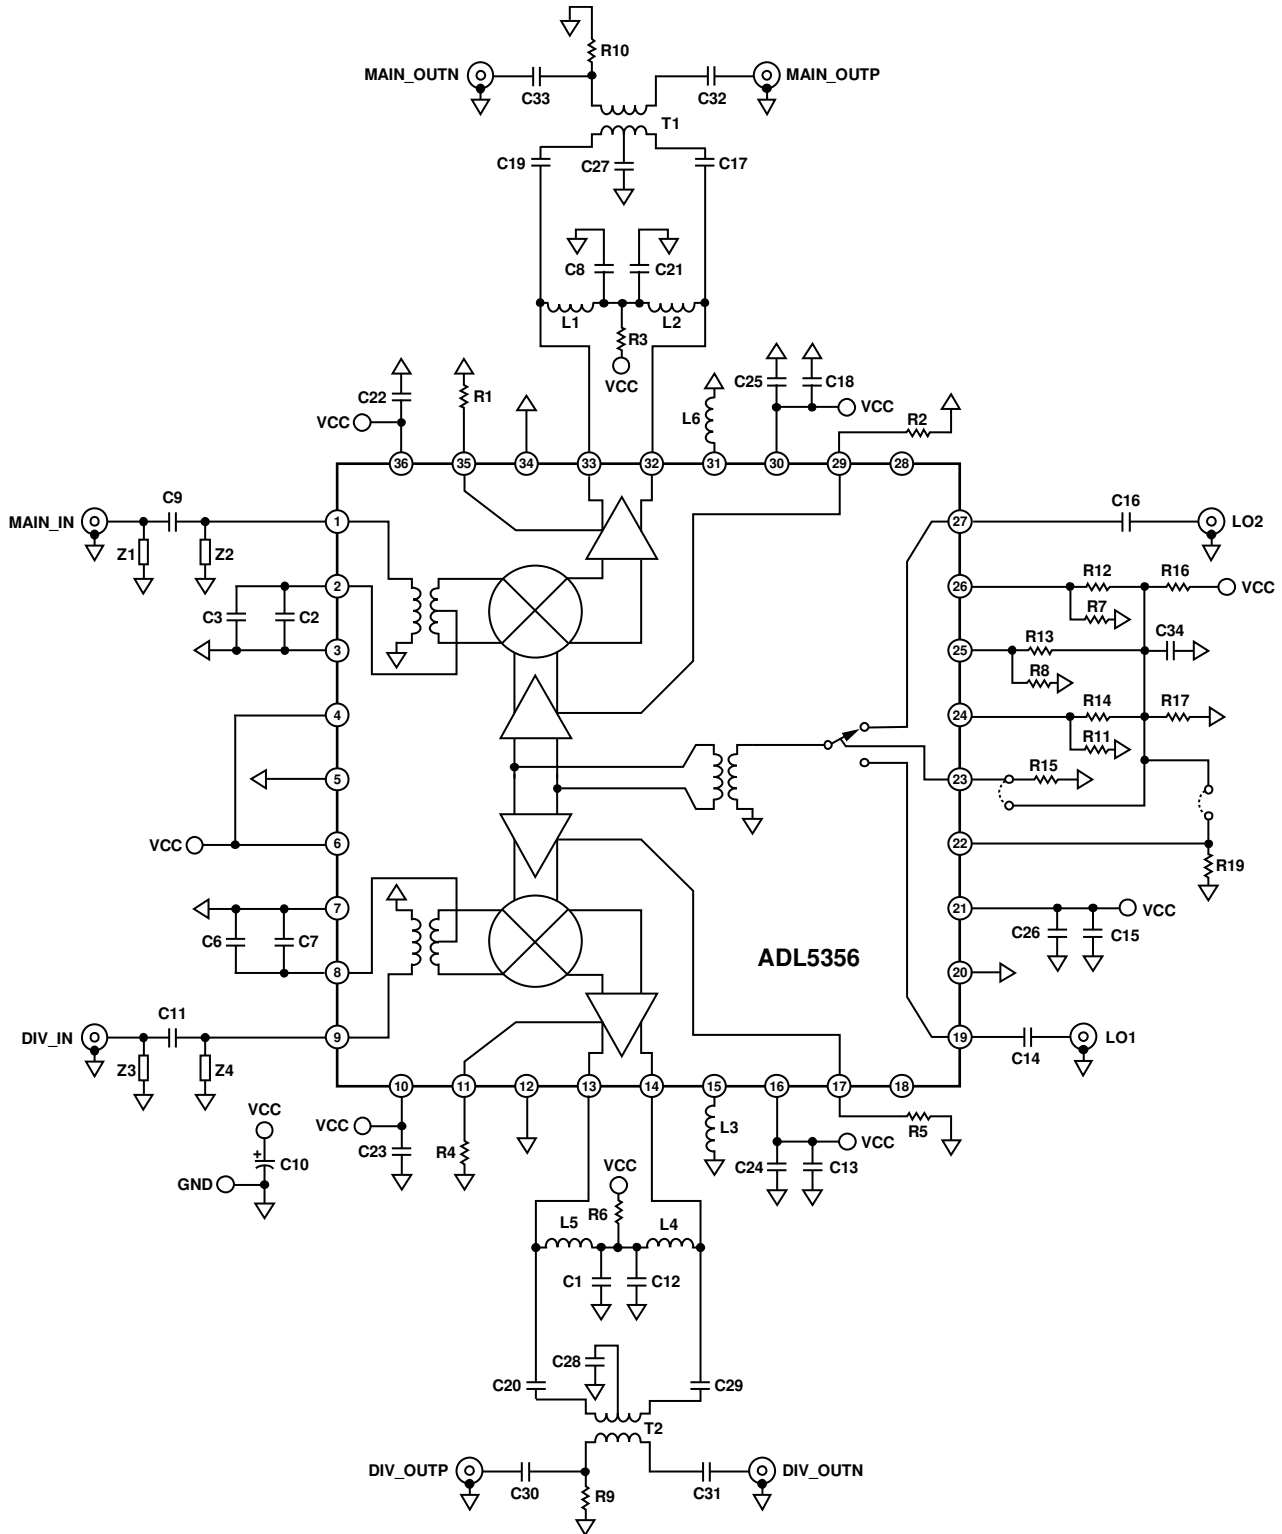 R10
MAIN_OUTN
C33
C32
MAIN_OUTP
T1
C19
C27
C17
C8
C21
L1
L2
R3
VCC
C22
VCC
R1
L6
C25
C18
VCC
R2
36
35
34
33
32
31
30
29
28
MAIN_IN
C9
Z1
Z2
1
27
C16
LO2
C3
C2
2
26
R12
R16
VCC
R7
3
25
R13
C34
R8
4
24
R14
R17
R11
5
23
R15
VCC
6
22
R19
C6
C7
7
21
VCC
C26
C15
8
ADL5356
20
DIV_IN
C11
Z3
Z4
9
19
C14
LO1
10
11
12
13
14
15
16
17
18
VCC
C23
R4
L3
C24
C13
VCC
R5
VCC
+
C10
GND
VCC
R6
L5
L4
C1
C12
C28
C20
C29
T2
DIV_OUTP
C30
R9
C31
DIV_OUTN